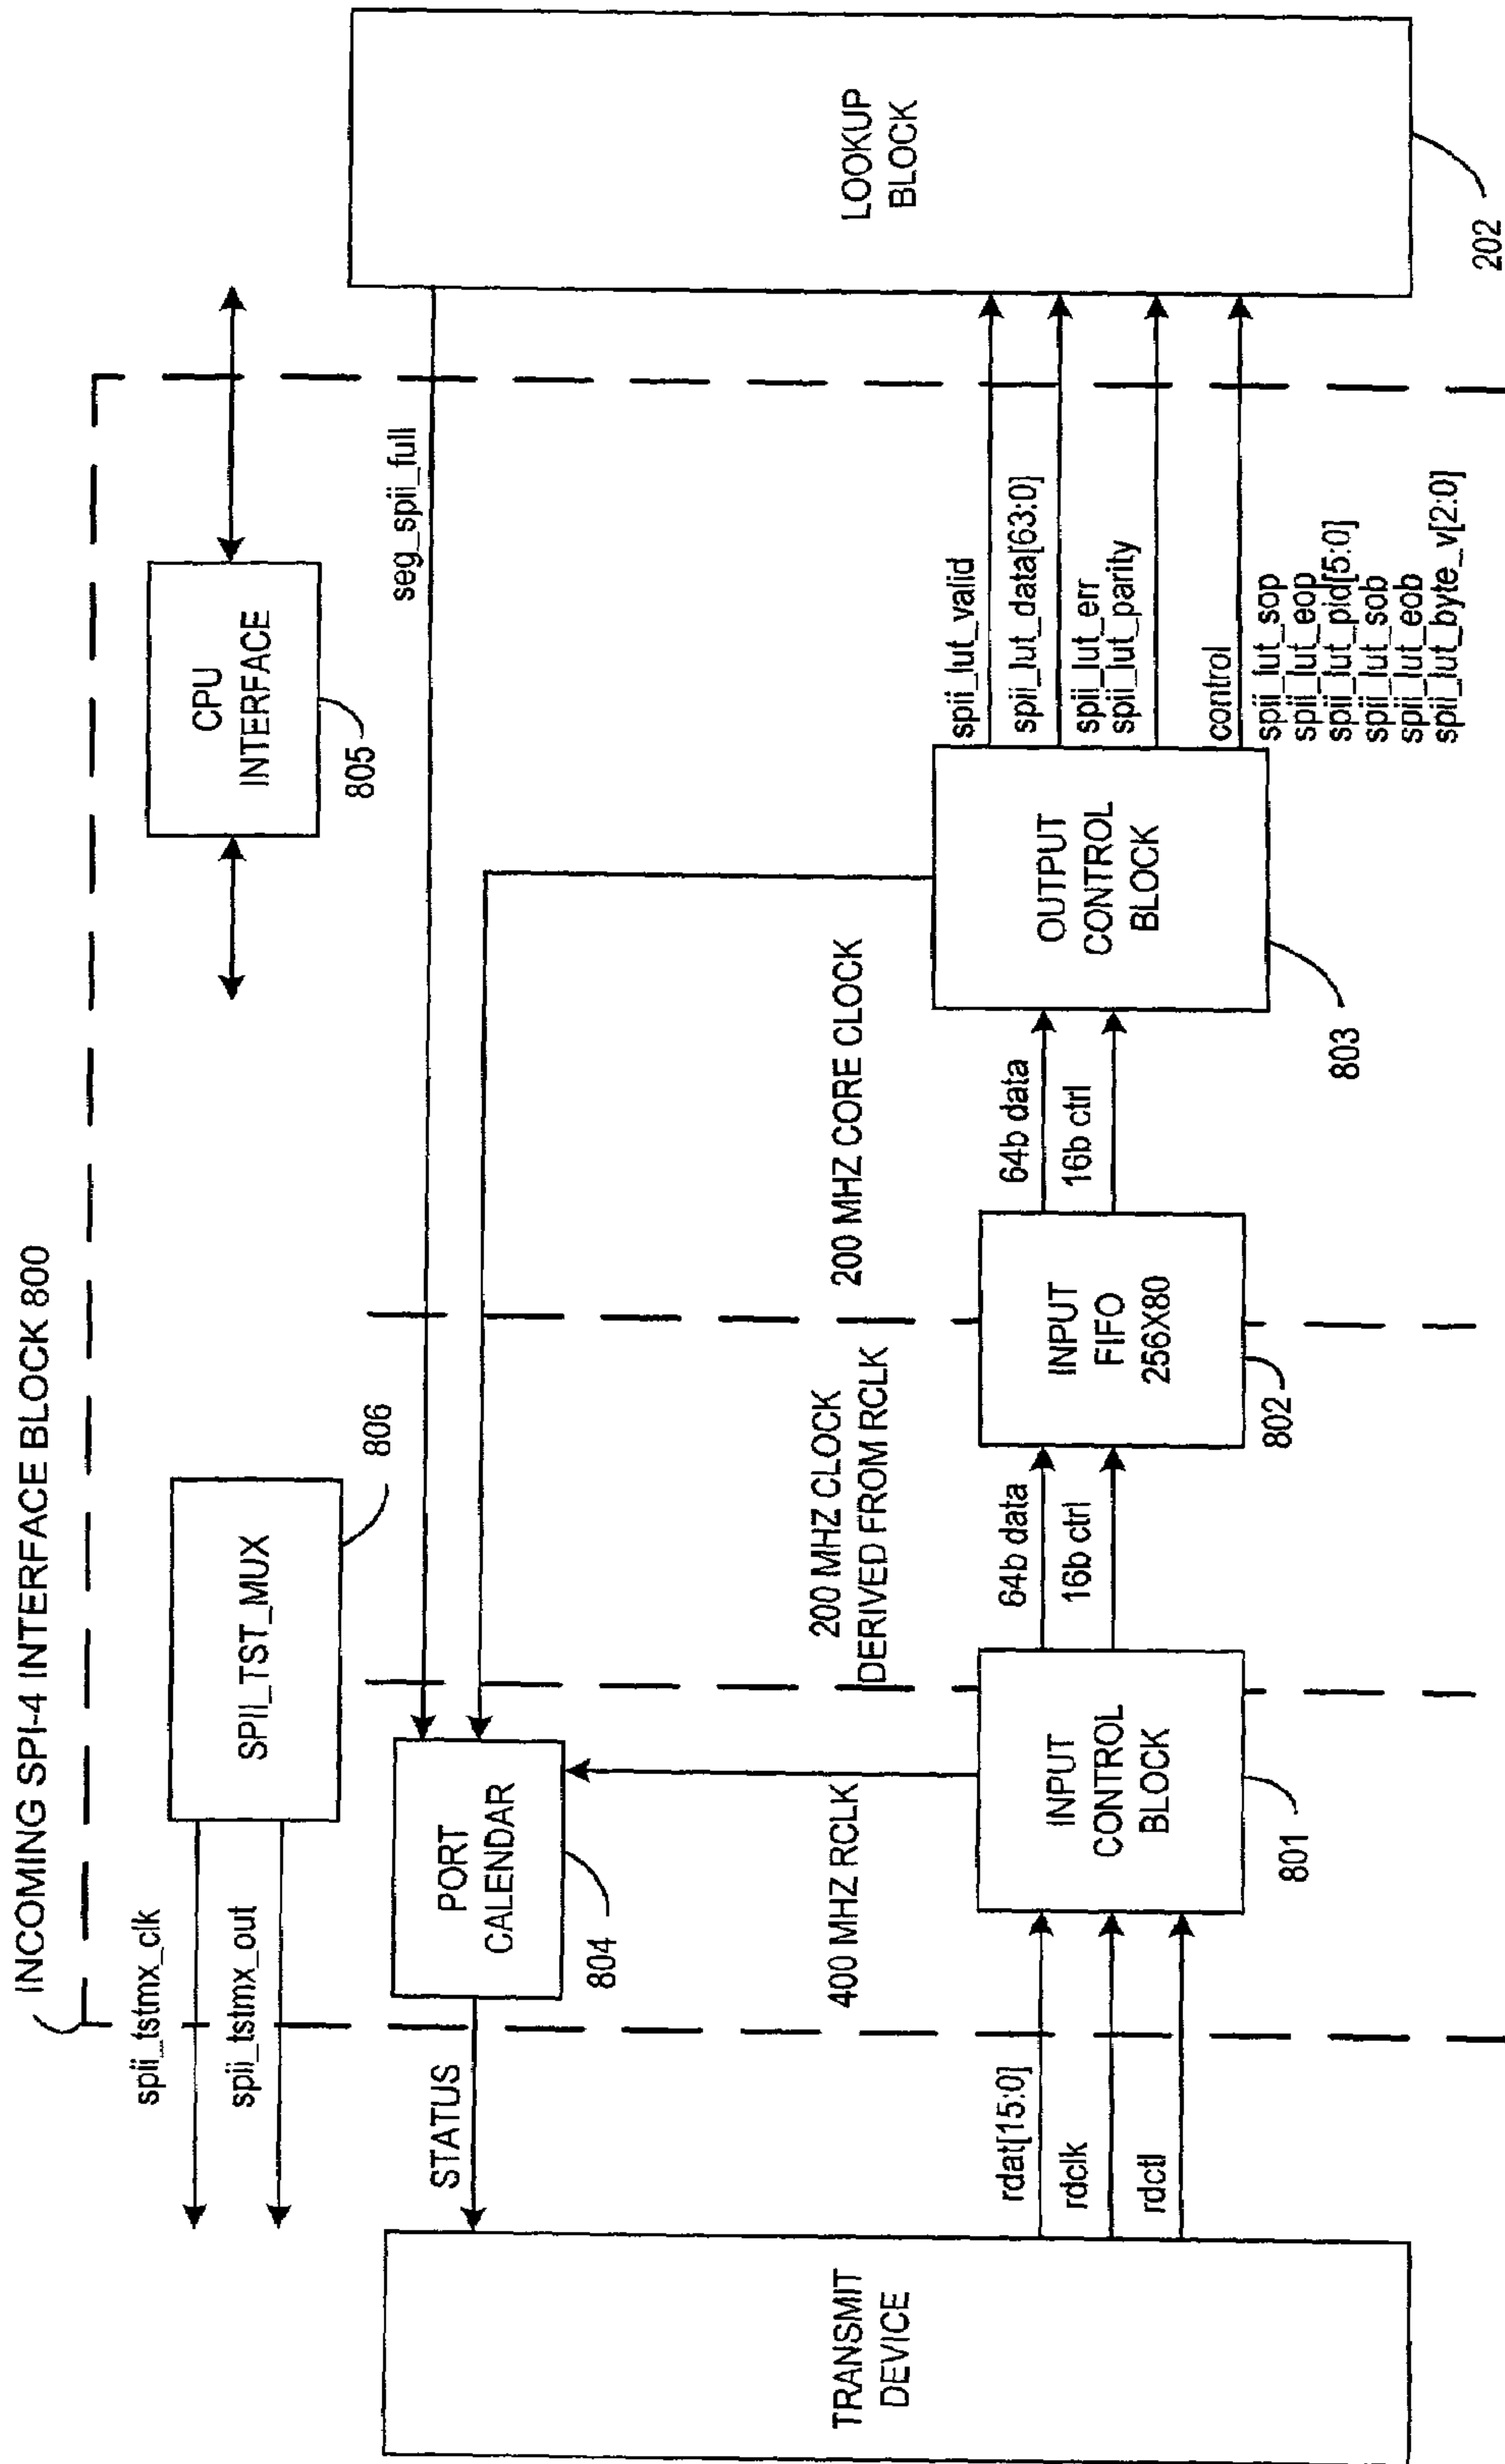 INCOMING SPI-4 INTERFACE BLOCK 800
spii_tstmx_clk
spii_tstmx_out
SPII_TST_MUX
806
CPU
INTERFACE
805
seg_spii_full
STATUS
PORT
CALENDAR
804
TRANSMIT
DEVICE
LOOKUP
BLOCK
202
400 MHZ RCLK
200 MHZ CLOCK
DERIVED FROM RCLK
200 MHZ CORE CLOCK
rdat[15:0]
rdclk
rdctl
INPUT
CONTROL
BLOCK
801
64b data
16b ctrl
INPUT
FIFO
256X80
802
64b data
16b ctrl
OUTPUT
CONTROL
BLOCK
803
spii_lut_valid
spii_lut_data[63:0]
spii_lut_err
spii_lut_parity
control
spii_lut_sop
spii_lut_eop
spii_lut_pid[5:0]
spii_lut_sob
spii_lut_eob
spii_lut_byte_v[2:0]